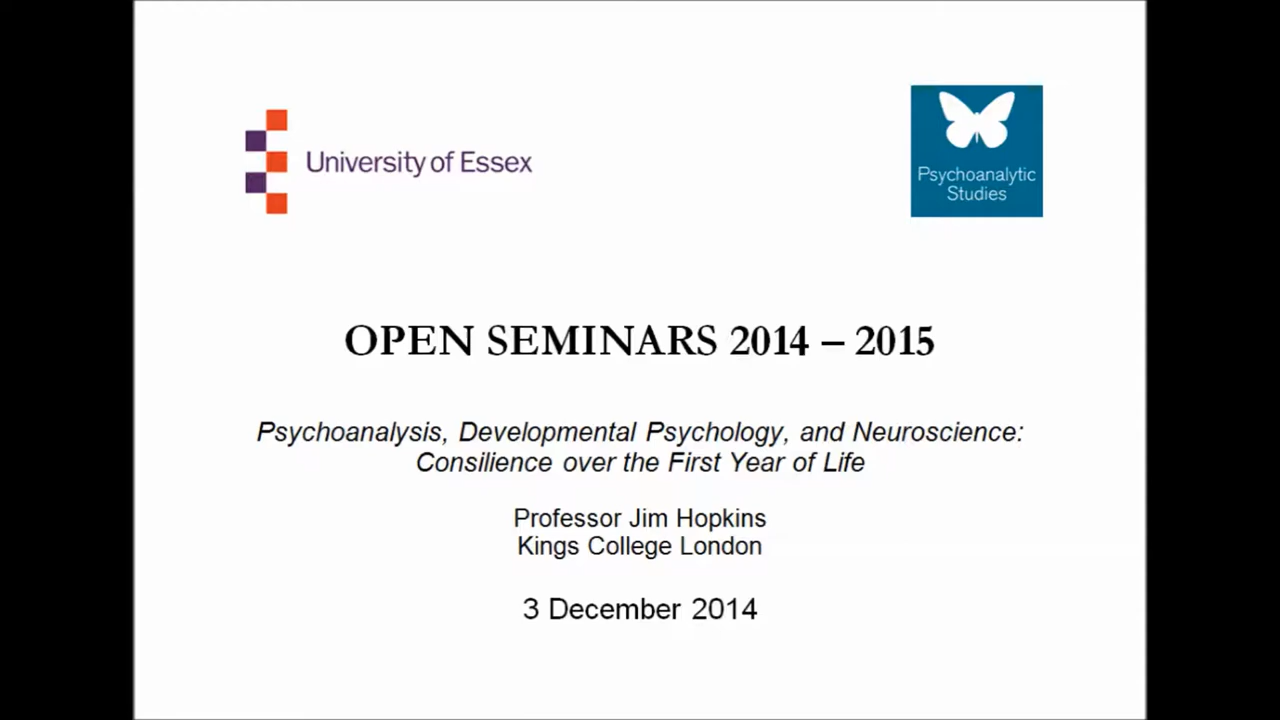 University of Essex
Psychoanalytic
Studies
OPEN SEMINARS 2014 – 2015
Psychoanalysis, Developmental Psychology, and Neuroscience:
Consilience over the First Year of Life
Professor Jim Hopkins
Kings College London
3 December 2014